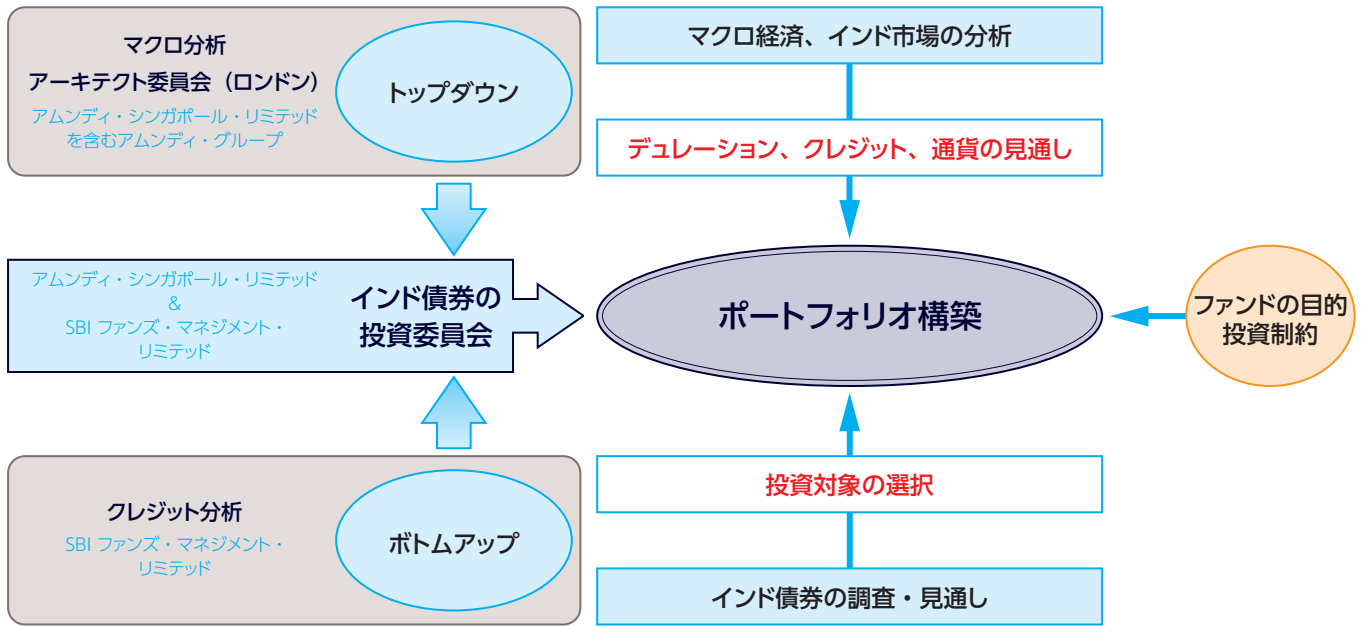 マクロ分析
アーキテクト委員会（ロンドン）
アムンディ・シンガポール・リミテッド
を含むアムンディ・グループ
トップダウン
マクロ経済、インド市場の分析
デュレーション、クレジット、通貨の見通し
アムンディ・シンガポール・リミテッド
&
SBI ファンズ・マネジメント・
リミテッド
インド債券の
投資委員会
ポートフォリオ構築
ファンドの目的
投資制約
クレジット分析
SBI ファンズ・マネジメント・
リミテッド
ボトムアップ
投資対象の選択
インド債券の調査・見通し